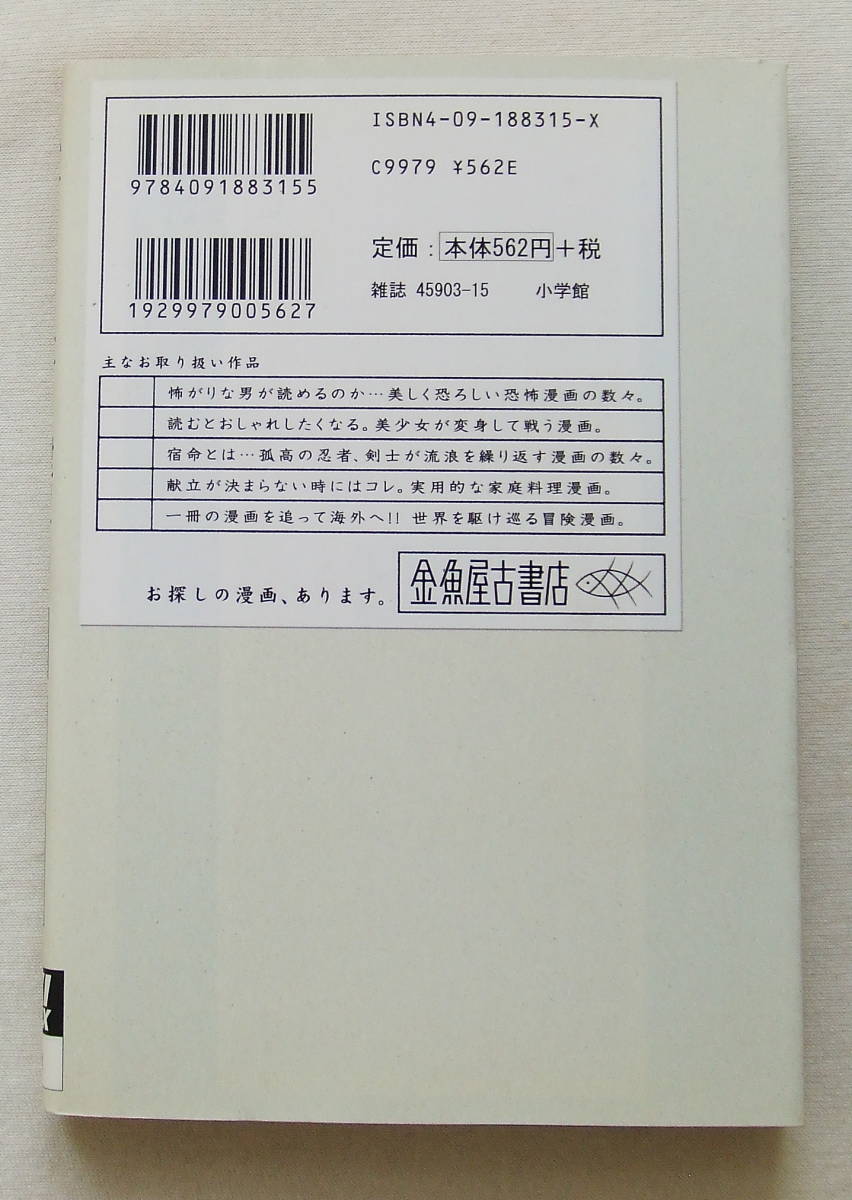 ISBN4-09-188315-X
9784091883155
C9979 ¥562E
1929979005627
定価：本体562円＋税
雑誌 45903-15 小学館
主なお取り扱い作品
怖がりな男が読めるのか…美しく恐ろしい恐怖漫画の数々。
読むとおしゃれしたくなる。美少女が変身して戦う漫画。
宿命とは…孤高の忍者、剣士が流浪を繰り返す漫画の数々。
献立が決まらない時にはコレ。実用的な家庭料理漫画。
一冊の漫画を追って海外へ!! 世界を駆け巡る冒険漫画。
お探しの漫画、あります。
金魚屋古書店